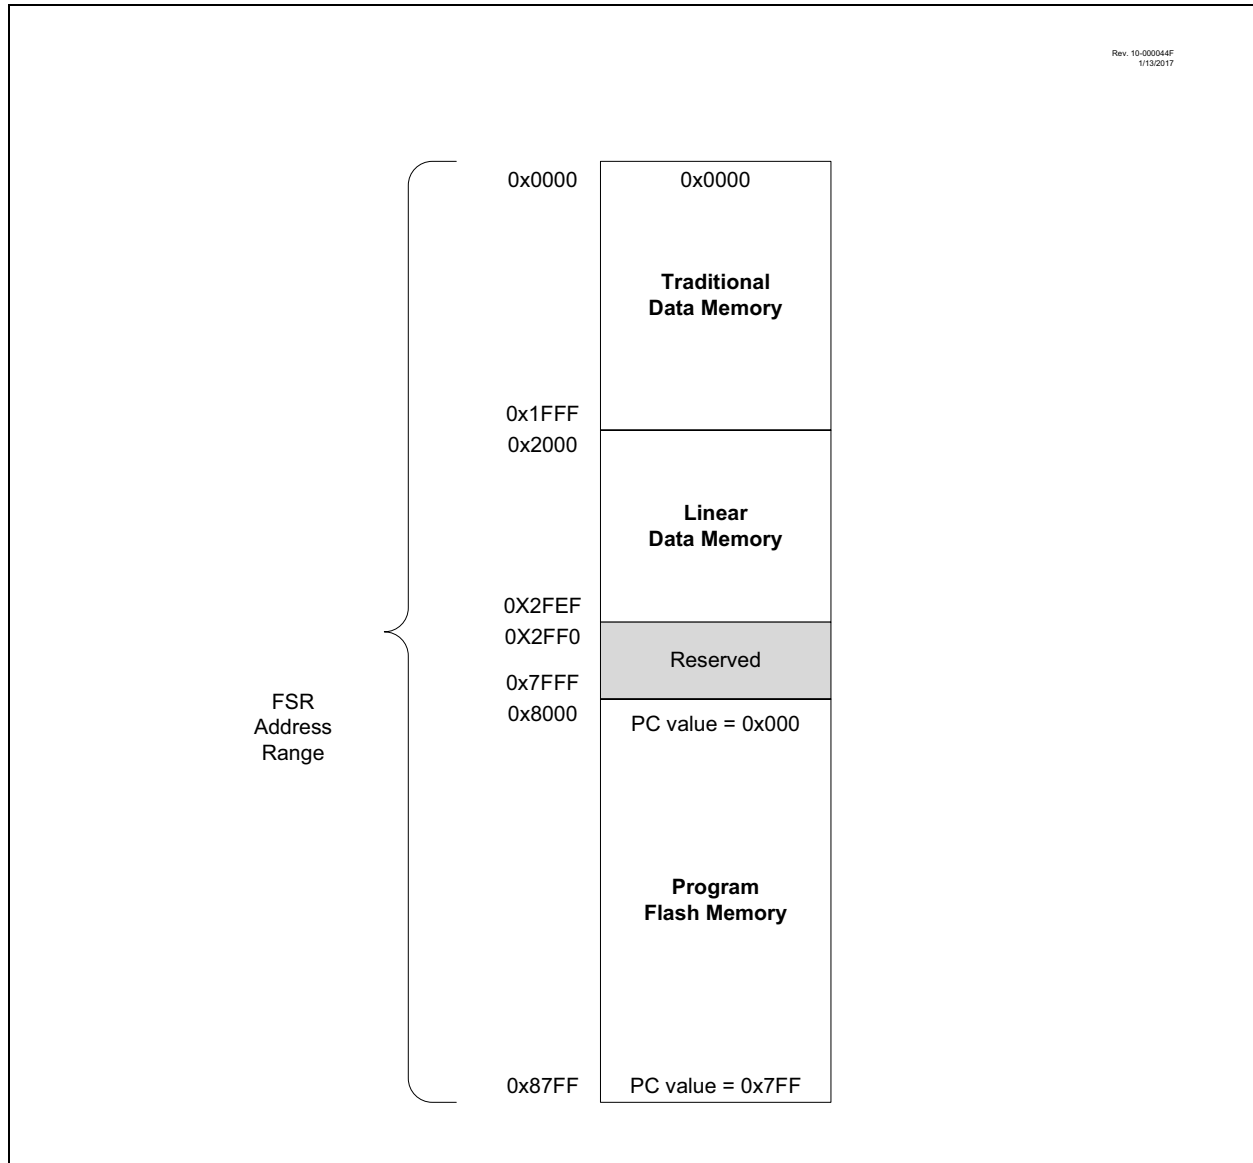 Rev. 10-000044F
1/13/2017
0x0000
0x0000
Traditional
Data Memory
0x1FFF
0x2000
Linear
Data Memory
0X2FEF
0X2FF0
Reserved
0x7FFF
0x8000
PC value = 0x000
FSR
Address
Range
Program
Flash Memory
0x87FF
PC value = 0x7FF